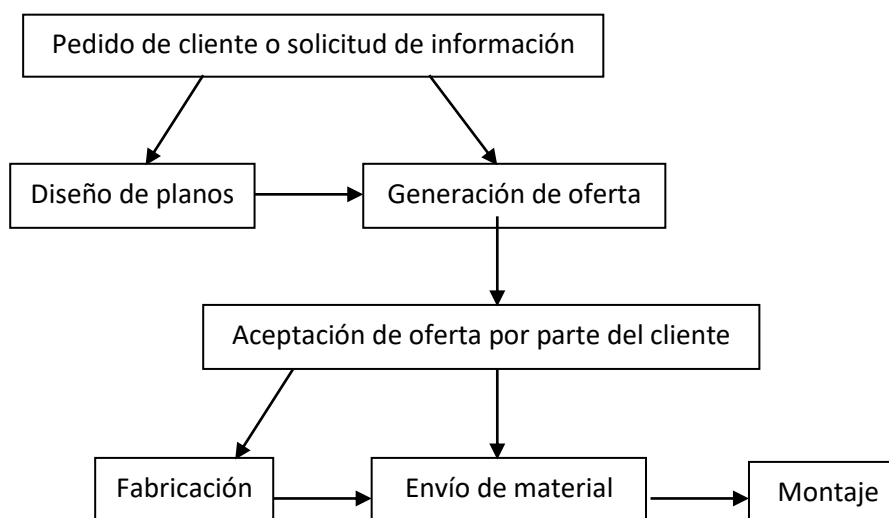 Pedido de cliente o solicitud de información
Diseño de planos
Generación de oferta
Aceptación de oferta por parte del cliente
Fabricación
Envío de material
Montaje